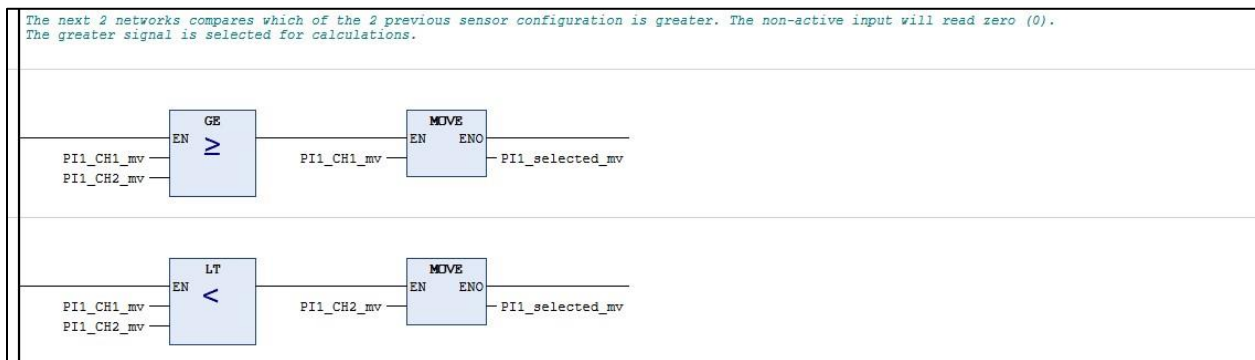 The next 2 networks compares which of the 2 previous sensor configuration is greater. The non-active input will read zero (0).
The greater signal is selected for calculations.
GE
MOVE
EN
≥
EN
ENO
PI1_CH1_mv
PI1_CH1_mv
PI1_selected_mv
PI1_CH2_mv
LT
MOVE
EN
<
EN
ENO
PI1_CH1_mv
PI1_CH2_mv
PI1_selected_mv
PI1_CH2_mv